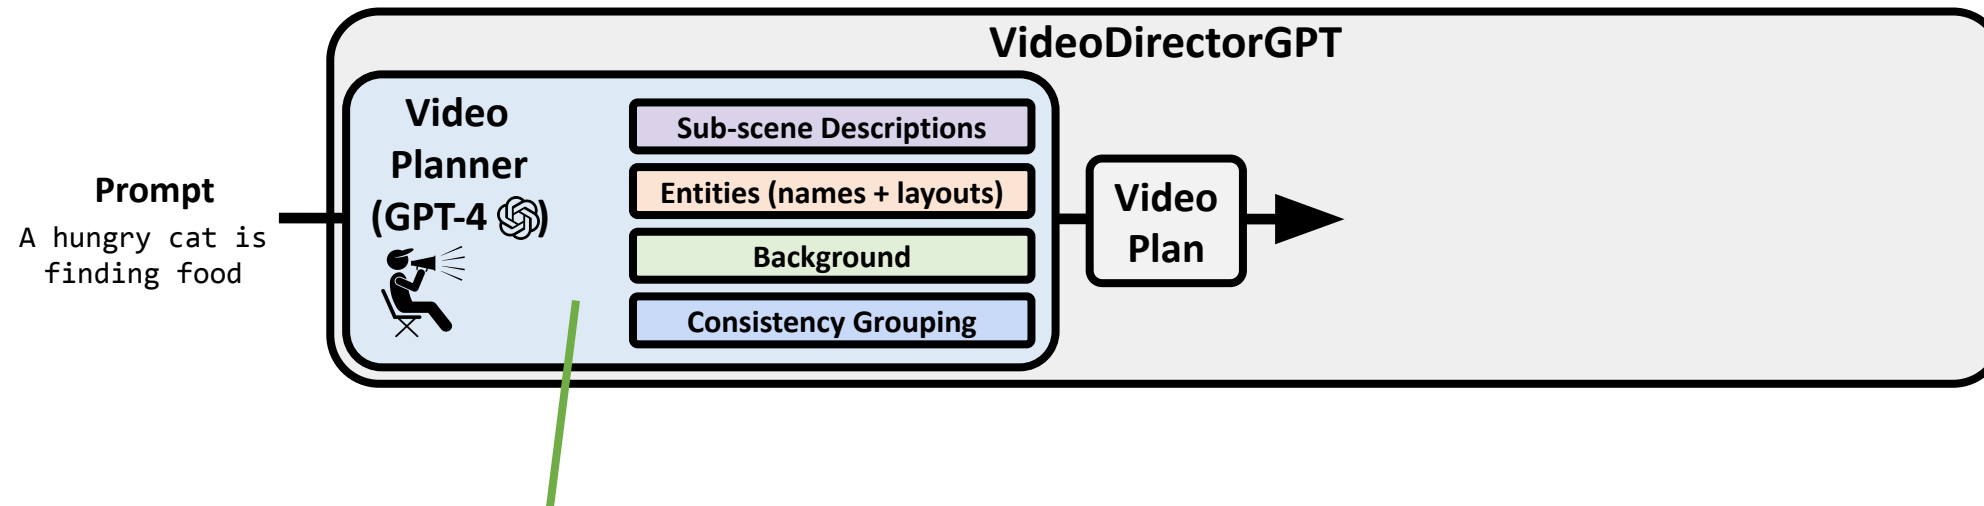 VideoDirectorGPT
Prompt
A hungry cat is
finding food
Video
Planner
(GPT-4 )
Sub-scene Descriptions
Entities (names + layouts)
Background
Consistency Grouping
Video
Plan